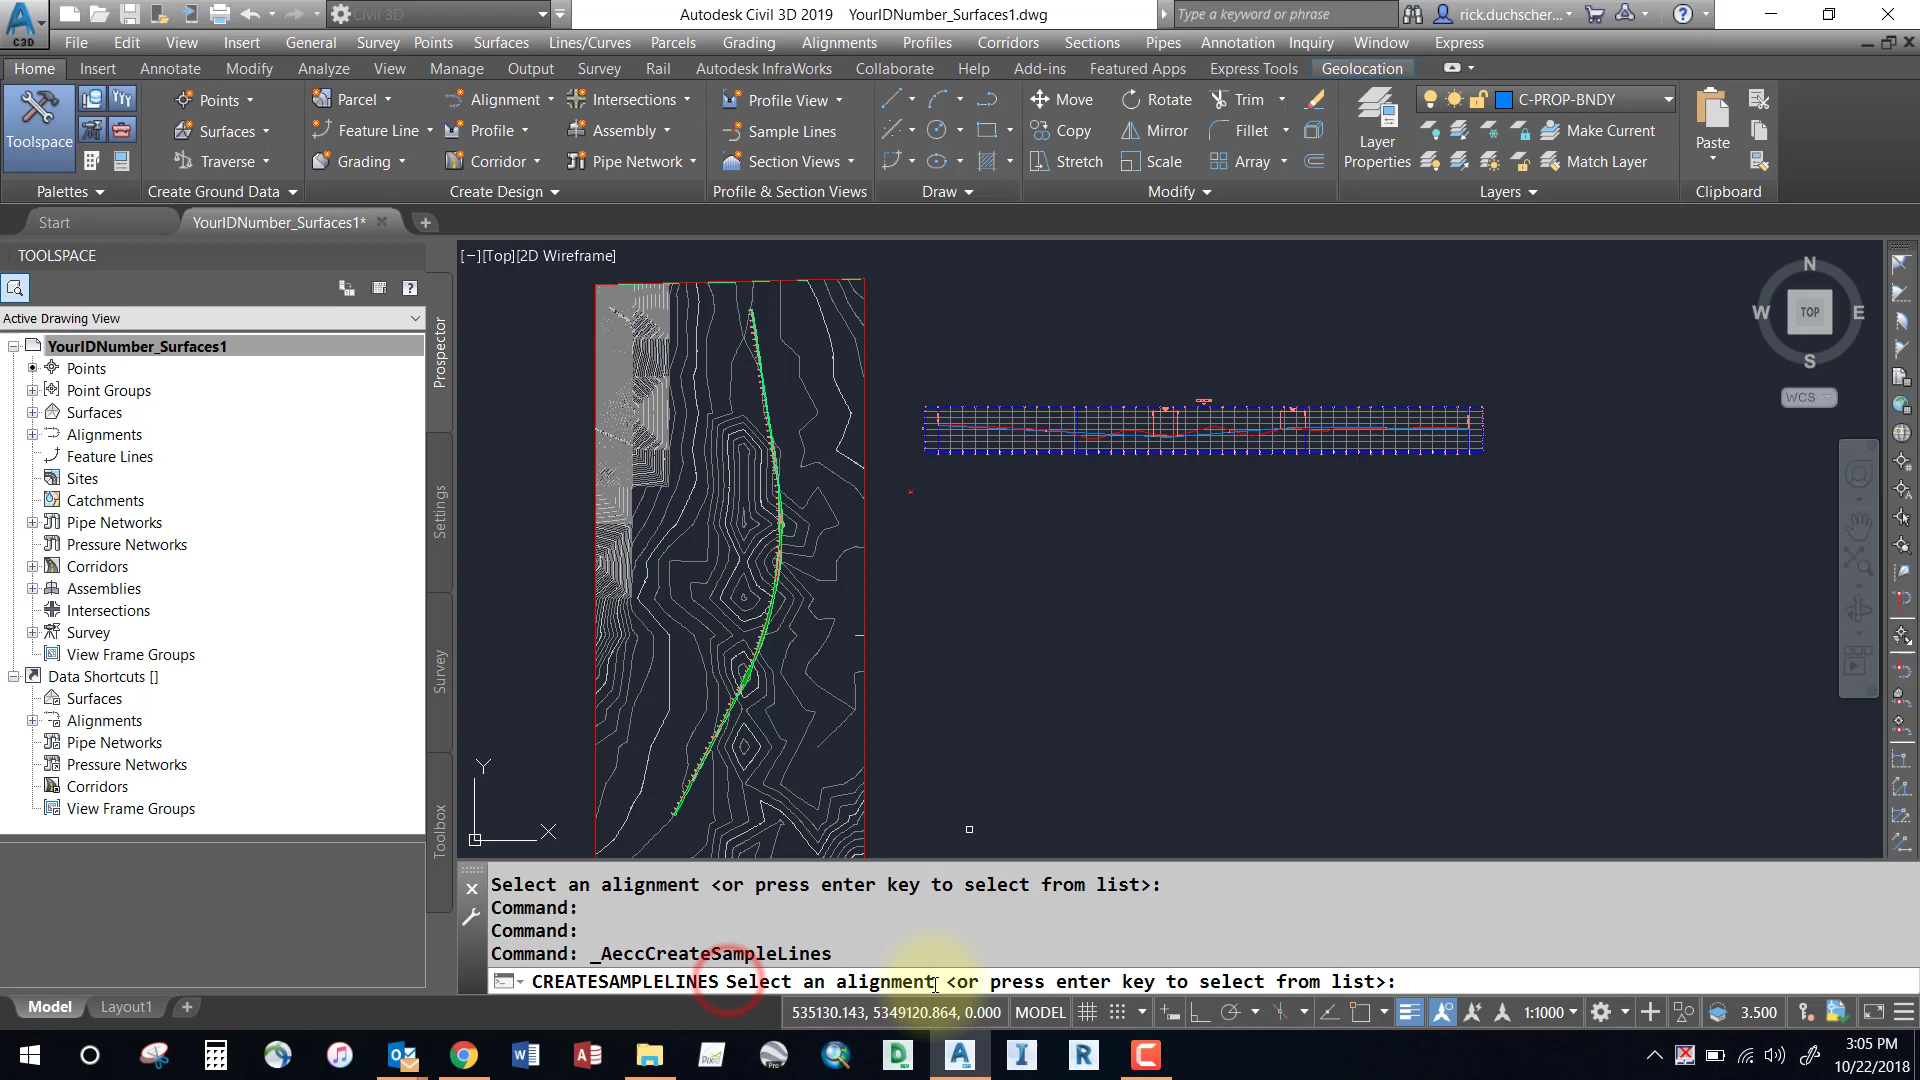 C3D
Civil 3D
Autodesk Civil 3D 2019 YourIDNumber_Surfaces1.dwg
Type a keyword or phrase
rick.duchscher...
File Edit View Insert General Survey Points Surfaces Lines/Curves Parcels Grading Alignments Profiles Corridors Sections Pipes Annotation Inquiry Window Express
Home Insert Annotate Modify Analyze View Manage Output Survey Rail Autodesk InfraWorks Collaborate Help Add-ins Featured Apps Express Tools Geolocation
Points Parcel Alignment Intersections Profile View Move Rotate Trim C-PROP-BNDY
Toolspace Surfaces Feature Line Profile Assembly Sample Lines Copy Mirror Fillet Layer Properties Make Current Paste
Traverse Grading Corridor Pipe Network Section Views Stretch Scale Array Match Layer
Palettes Create Ground Data Create Design Profile & Section Views Draw Modify Layers Clipboard
Start YourIDNumber_Surfaces1*
TOOLSPACE
[−][Top][2D Wireframe]
Active Drawing View
YourIDNumber_Surfaces1
Points
Point Groups
Surfaces
Alignments
Feature Lines
Sites
Catchments
Pipe Networks
Pressure Networks
Corridors
Assemblies
Intersections
Survey
View Frame Groups
Data Shortcuts []
Surfaces
Alignments
Pipe Networks
Pressure Networks
Corridors
View Frame Groups
Prospector
Settings
Survey
Toolbox
N
W TOP E
S
WCS
Y
X
Select an alignment <or press enter key to select from list>:
Command:
Command:
Command: _AeccCreateSampleLines
CREATESAMPLELINES Select an alignment <or press enter key to select from list>:
Model Layout1
535130.143, 5349120.864, 0.000 MODEL 1:1000 3.500
3:05 PM
10/22/2018